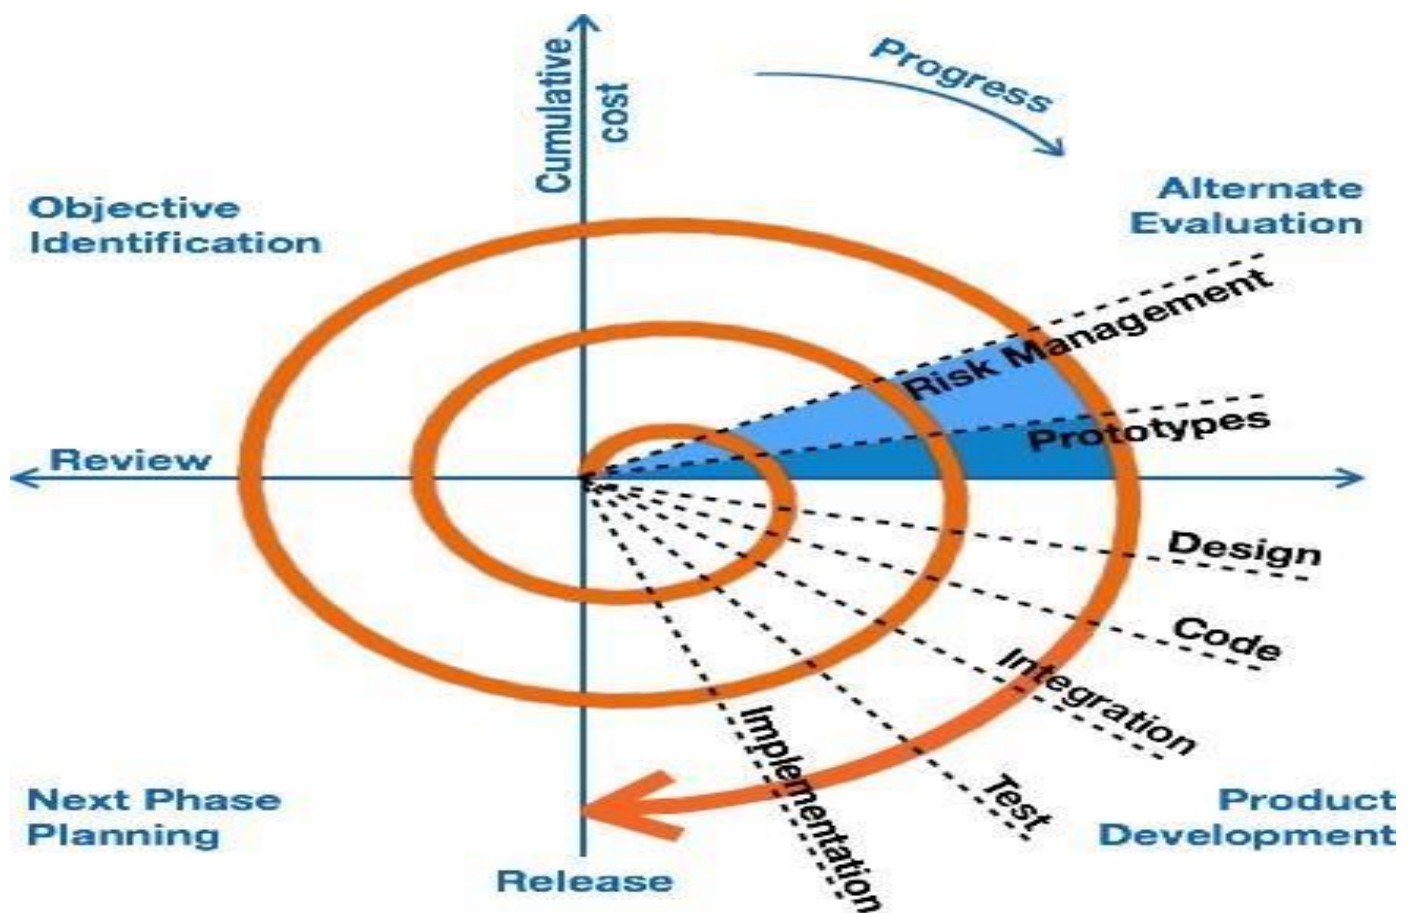 Cumulative
cost
Progress
Objective
Identification
Alternate
Evaluation
Risk Management
Prototypes
Review
Design
Code
Integration
Test
Implementation
Next Phase
Planning
Product
Development
Release